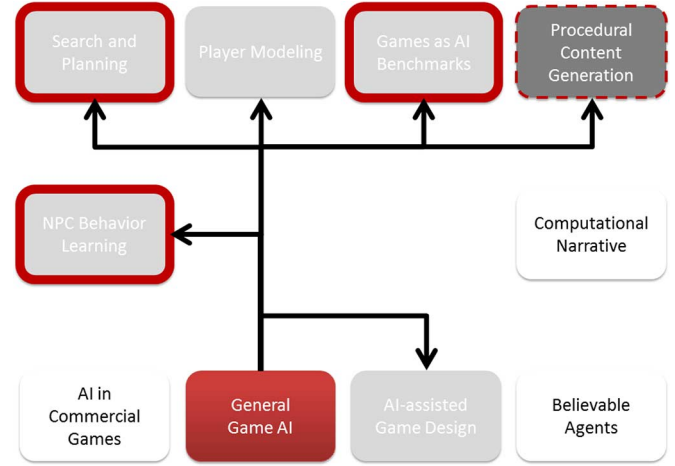 Search and
Planning
Player Modeling
Games as AI
Benchmarks
Procedural
Content
Generation
NPC Behavior
Learning
Computational
Narrative
AI in
Commercial
Games
General
Game AI
AI-assisted
Game Design
Believable
Agents